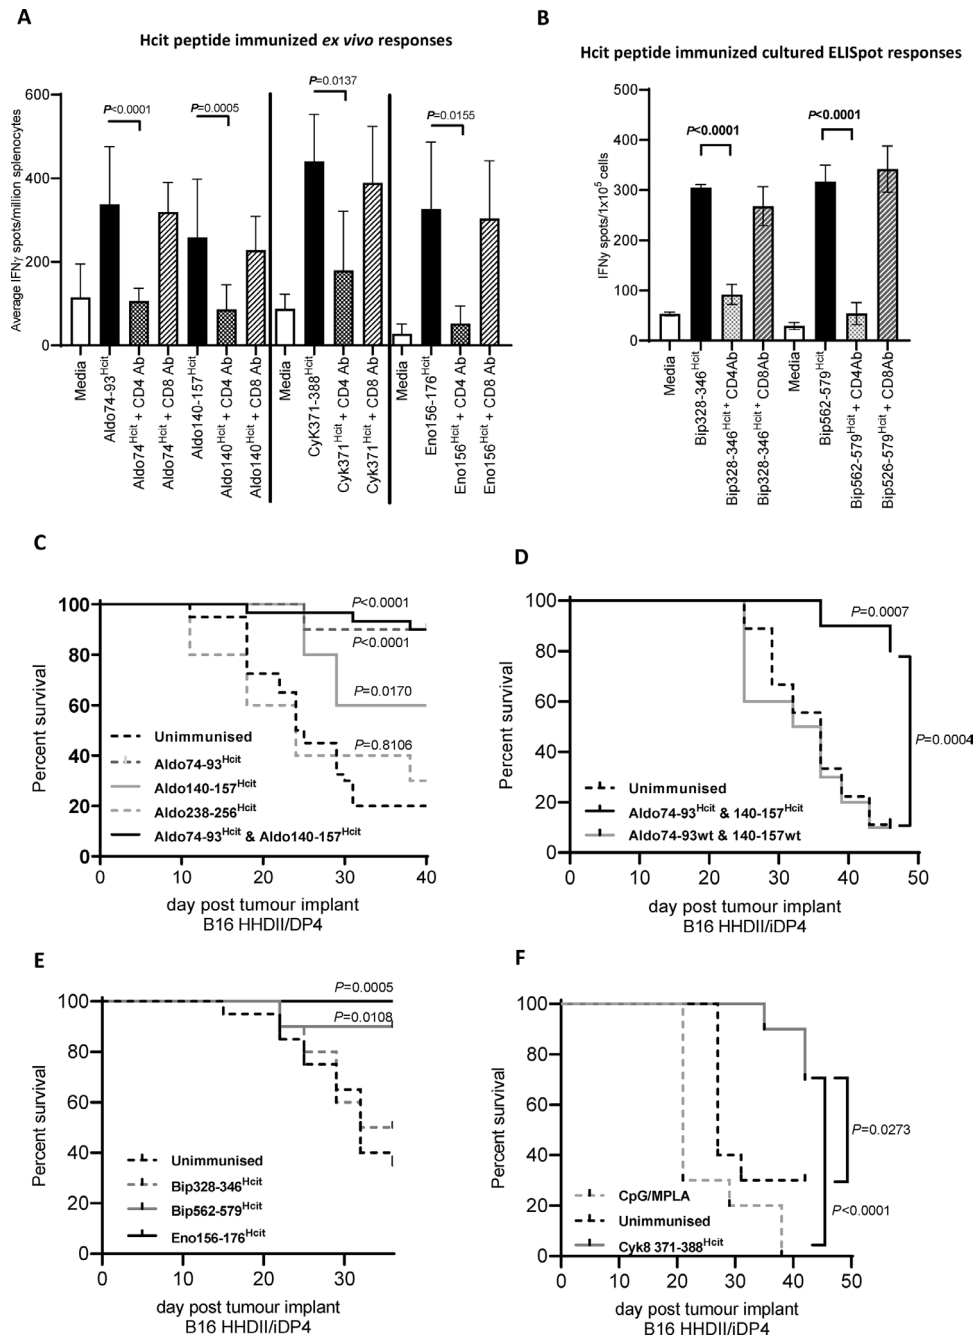 A
Hcit peptide immunized ex vivo responses
Average IFNγ spots/million splenocytes
600
400
200
0
P<0.0001
P=0.0005
P=0.0137
P=0.0155
Media
Aldo74-93Hcit
Aldo74Hcit + CD4 Ab
Aldo74Hcit + CD8 Ab
Aldo140-157Hcit
Aldo140Hcit + CD4 Ab
Aldo140Hcit + CD8 Ab
Media
CyK371-388Hcit
Cyk371Hcit + CD4 Ab
Cyk371Hcit + CD8 Ab
Media
Eno156-176Hcit
Eno156Hcit + CD4 Ab
Eno156Hcit + CD8 Ab
B
Hcit peptide immunized cultured ELISpot responses
IFNγ spots/1x10⁵ cells
500
400
300
200
100
0
P<0.0001
P<0.0001
Media
Bip328-346Hcit
Bip328-346Hcit + CD4Ab
Bip328-346Hcit + CD8Ab
Media
Bip562-579Hcit
Bip562-579Hcit + CD4Ab
Bip526-579Hcit + CD8Ab
C
Percent survival
100
80
60
40
20
0
P<0.0001
P<0.0001
P=0.0170
P=0.8106
Unimmunised
Aldo74-93Hcit
Aldo140-157Hcit
Aldo238-256Hcit
Aldo74-93Hcit & Aldo140-157Hcit
0 10 20 30 40
day post tumour implant
B16 HHDII/DP4
D
Percent survival
100
80
60
40
20
0
P=0.0007
P=0.0004
Unimmunised
Aldo74-93Hcit & 140-157Hcit
Aldo74-93wt & 140-157wt
0 10 20 30 40 50
day post tumour implant
B16 HHDII/iDP4
E
Percent survival
100
80
60
40
20
0
P=0.0005
P=0.0108
Unimmunised
Bip328-346Hcit
Bip562-579Hcit
Eno156-176Hcit
0 10 20 30
day post tumour implant
B16 HHDII/iDP4
F
Percent survival
100
80
60
40
20
0
P=0.0273
P<0.0001
CpG/MPLA
Unimmunised
Cyk8 371-388Hcit
0 10 20 30 40 50
day post tumour implant
B16 HHDII/iDP4